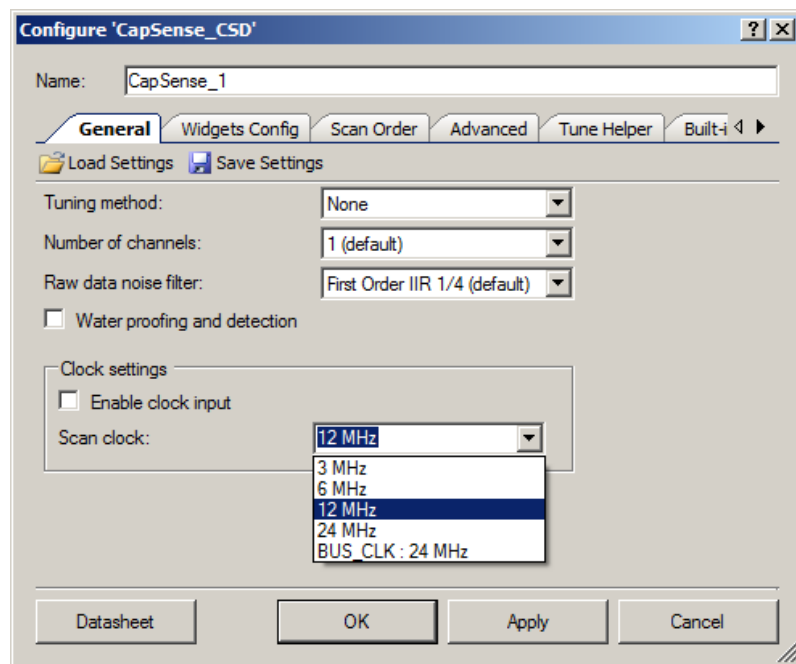 Configure 'CapSense_CSD'
Name: CapSense_1
General Widgets Config Scan Order Advanced Tune Helper Built-i
Load Settings Save Settings
Tuning method: None
Number of channels: 1 (default)
Raw data noise filter: First Order IIR 1/4 (default)
Water proofing and detection
Clock settings
Enable clock input
Scan clock: 12 MHz
3 MHz
6 MHz
12 MHz
24 MHz
BUS_CLK : 24 MHz
Datasheet OK Apply Cancel